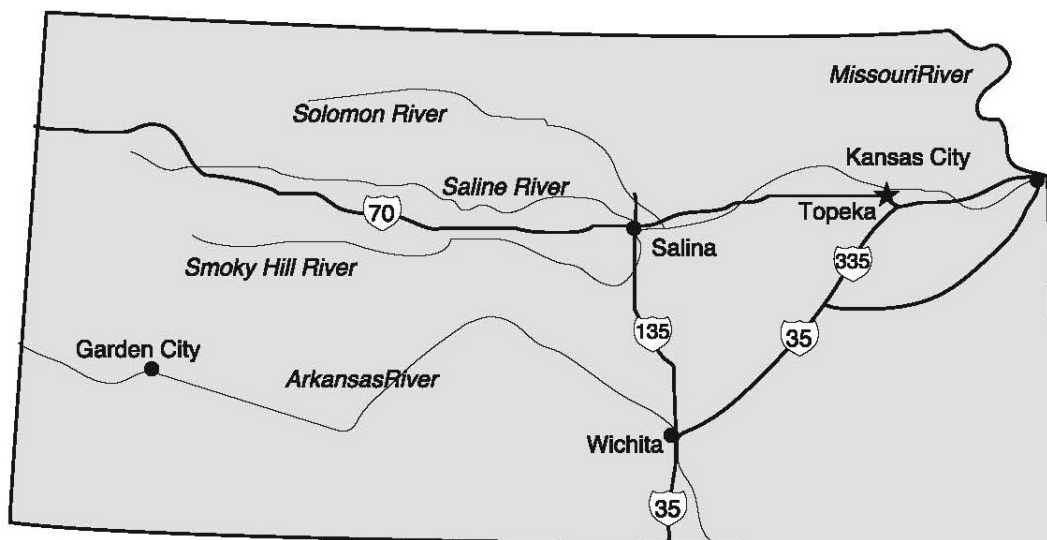 MissouriRiver
Solomon River
Kansas City
Saline River
70
Topeka
Salina
Smoky Hill River
335
135
35
Garden City
ArkansasRiver
Wichita
35